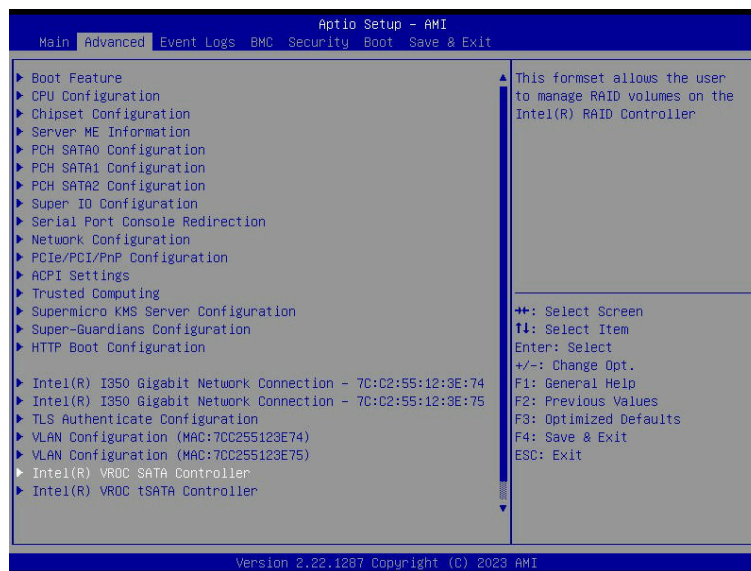 Aptio Setup – AMI
Main Advanced Event Logs BMC Security Boot Save & Exit
▶ Boot Feature
▶ CPU Configuration
▶ Chipset Configuration
▶ Server ME Information
▶ PCH SATA0 Configuration
▶ PCH SATA1 Configuration
▶ PCH SATA2 Configuration
▶ Super IO Configuration
▶ Serial Port Console Redirection
▶ Network Configuration
▶ PCIe/PCI/PnP Configuration
▶ ACPI Settings
▶ Trusted Computing
▶ Supermicro KMS Server Configuration
▶ Super-Guardians Configuration
▶ HTTP Boot Configuration
▶ Intel(R) I350 Gigabit Network Connection – 7C:C2:55:12:3E:74
▶ Intel(R) I350 Gigabit Network Connection – 7C:C2:55:12:3E:75
▶ TLS Authenticate Configuration
▶ VLAN Configuration (MAC:7CC255123E74)
▶ VLAN Configuration (MAC:7CC255123E75)
▶ Intel(R) VROC SATA Controller
▶ Intel(R) VROC tSATA Controller
This formset allows the user
to manage RAID volumes on the
Intel(R) RAID Controller
→←: Select Screen
↑↓: Select Item
Enter: Select
+/-: Change Opt.
F1: General Help
F2: Previous Values
F3: Optimized Defaults
F4: Save & Exit
ESC: Exit
Version 2.22.1287 Copyright (C) 2023 AMI